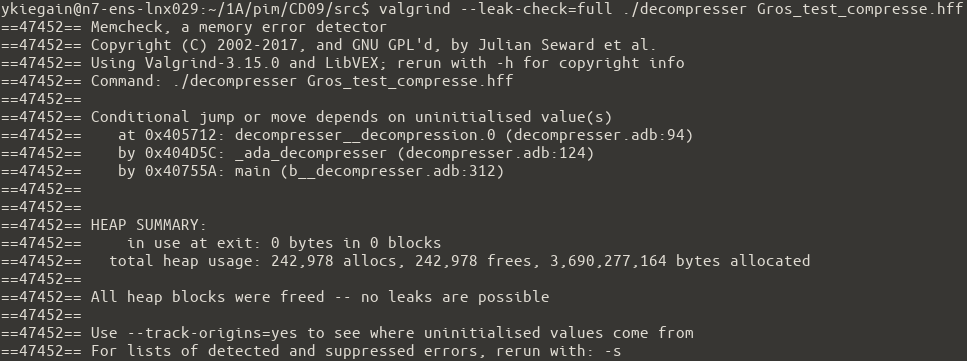 ykiegain@n7-ens-lnx029:~/1A/pim/CD09/src$ valgrind --leak-check=full ./decompresser Gros_test_compresse.hff
==47452== Memcheck, a memory error detector
==47452== Copyright (C) 2002-2017, and GNU GPL'd, by Julian Seward et al.
==47452== Using Valgrind-3.15.0 and LibVEX; rerun with -h for copyright info
==47452== Command: ./decompresser Gros_test_compresse.hff
==47452==
==47452== Conditional jump or move depends on uninitialised value(s)
==47452==    at 0x405712: decompresser__decompression.0 (decompresser.adb:94)
==47452==    by 0x404D5C: _ada_decompresser (decompresser.adb:124)
==47452==    by 0x40755A: main (b__decompresser.adb:312)
==47452==
==47452==
==47452== HEAP SUMMARY:
==47452==     in use at exit: 0 bytes in 0 blocks
==47452==   total heap usage: 242,978 allocs, 242,978 frees, 3,690,277,164 bytes allocated
==47452==
==47452== All heap blocks were freed -- no leaks are possible
==47452==
==47452== Use --track-origins=yes to see where uninitialised values come from
==47452== For lists of detected and suppressed errors, rerun with: -s